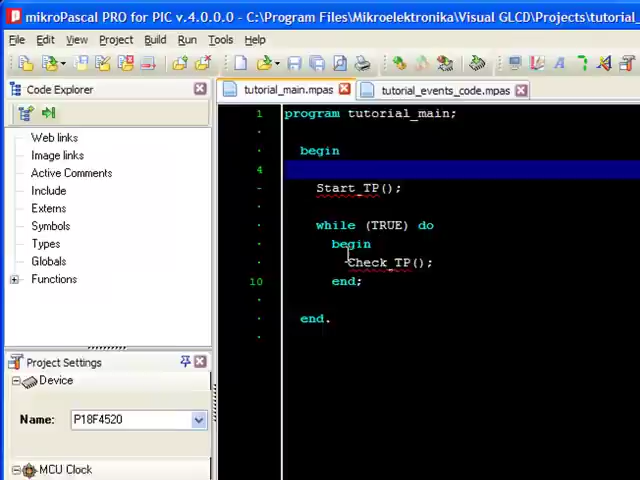 mikroPascal PRO for PIC v.4.0.0.0 - C:\Program Files\Mikroelektronika\Visual GLCD\Projects\tutorial_
File Edit View Project Build Run Tools Help
Code Explorer
tutorial_main.mpas
tutorial_events_code.mpas
1 program tutorial_main;
begin
4
Start_TP();
while (TRUE) do
begin
Check_TP();
10 end;
end.
Web links
Image links
Active Comments
Include
Externs
Symbols
Types
Globals
Functions
Project Settings
Device
Name: P18F4520
MCU Clock